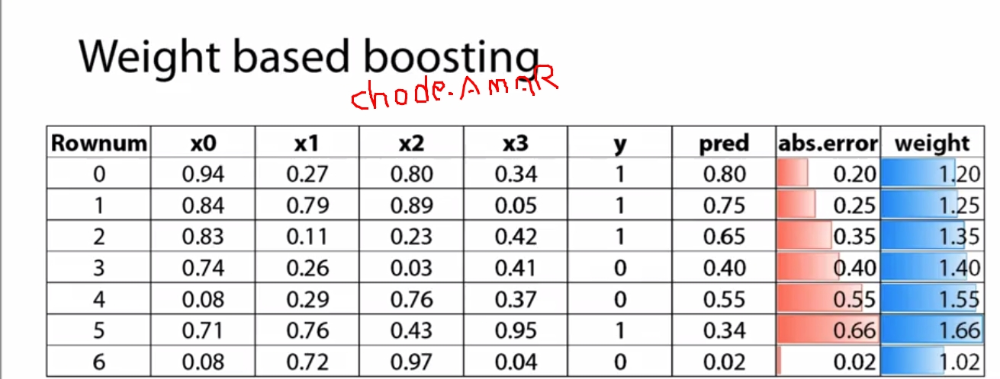 Weight based boosting
chode.AmAR
Rownum x0 x1 x2 x3 y pred abs.error weight
0 0.94 0.27 0.80 0.34 1 0.80 0.20 1.20
1 0.84 0.79 0.89 0.05 1 0.75 0.25 1.25
2 0.83 0.11 0.23 0.42 1 0.65 0.35 1.35
3 0.74 0.26 0.03 0.41 0 0.40 0.40 1.40
4 0.08 0.29 0.76 0.37 0 0.55 0.55 1.55
5 0.71 0.76 0.43 0.95 1 0.34 0.66 1.66
6 0.08 0.72 0.97 0.04 0 0.02 0.02 1.02